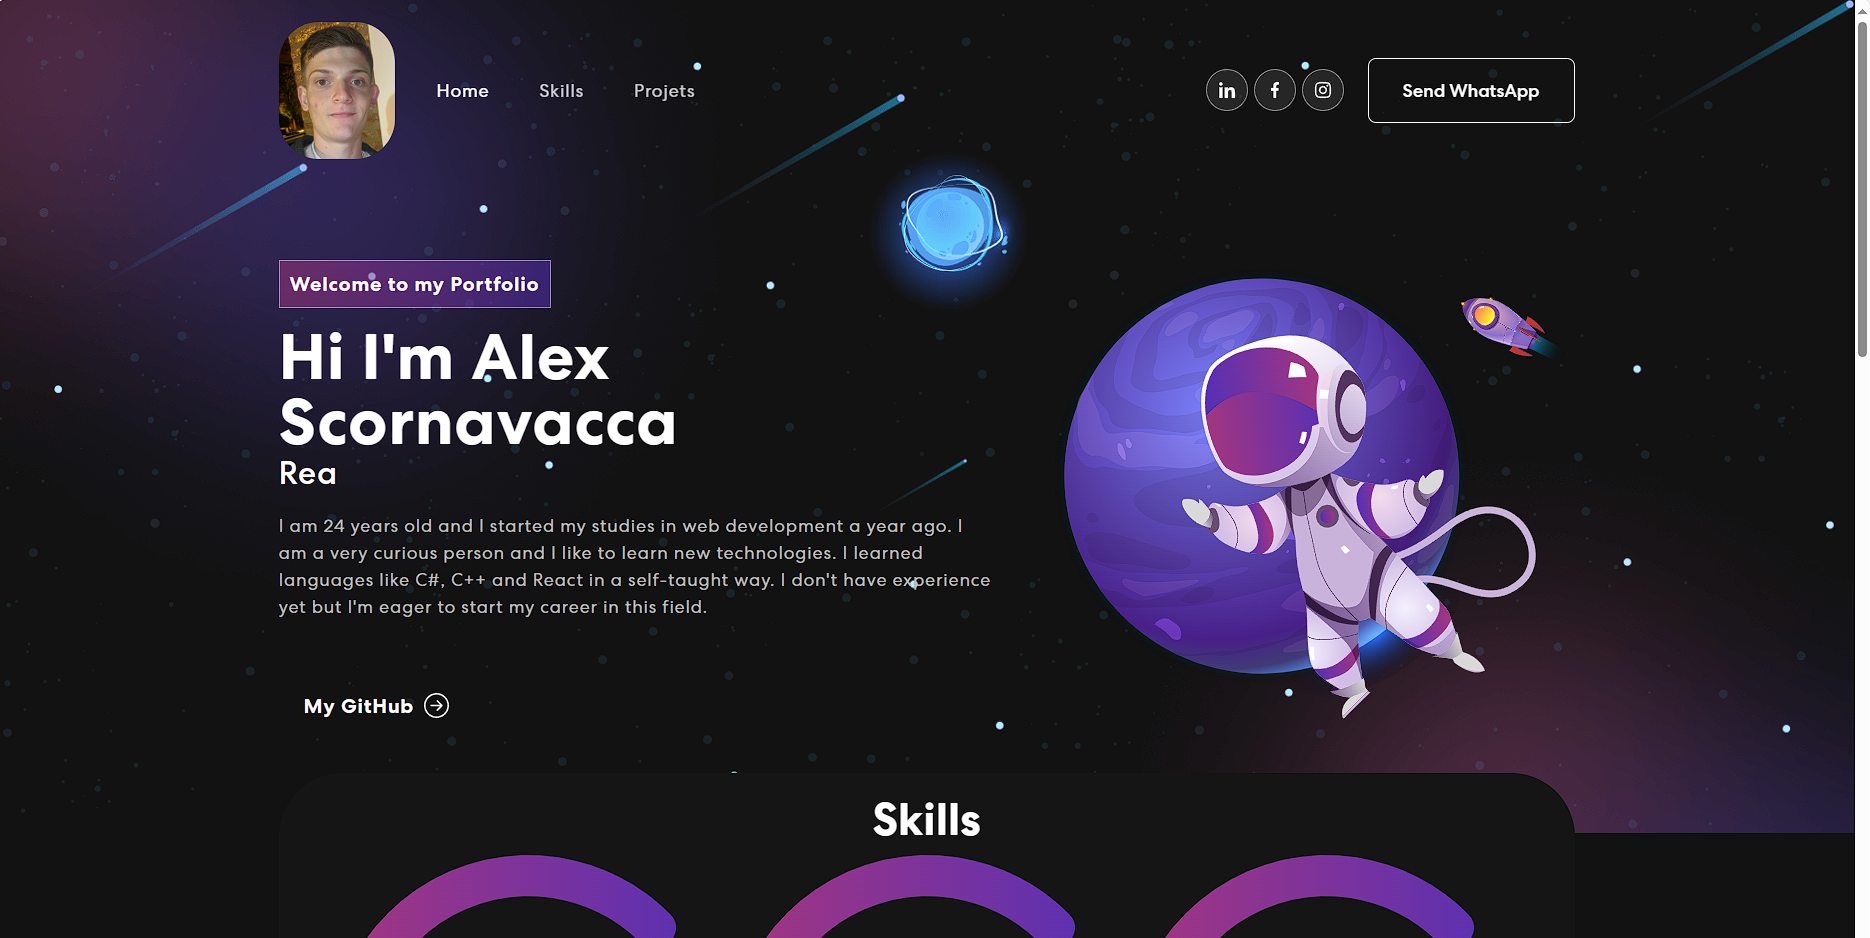 Home Skills Projets
in f Send WhatsApp
Welcome to my Portfolio
Hi I'm Alex
Scornavacca
Rea
I am 24 years old and I started my studies in web development a year ago. I
am a very curious person and I like to learn new technologies. I learned
languages like C#, C++ and React in a self-taught way. I don't have experience
yet but I'm eager to start my career in this field.
My GitHub
Skills